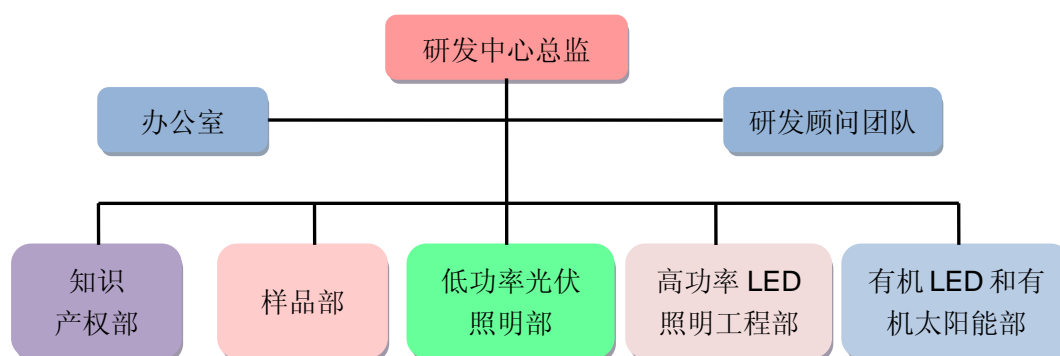 研发中心总监
办公室
研发顾问团队
知识
产权部
样品部
低功率光伏
照明部
高功率 LED
照明工程部
有机 LED 和有
机太阳能部